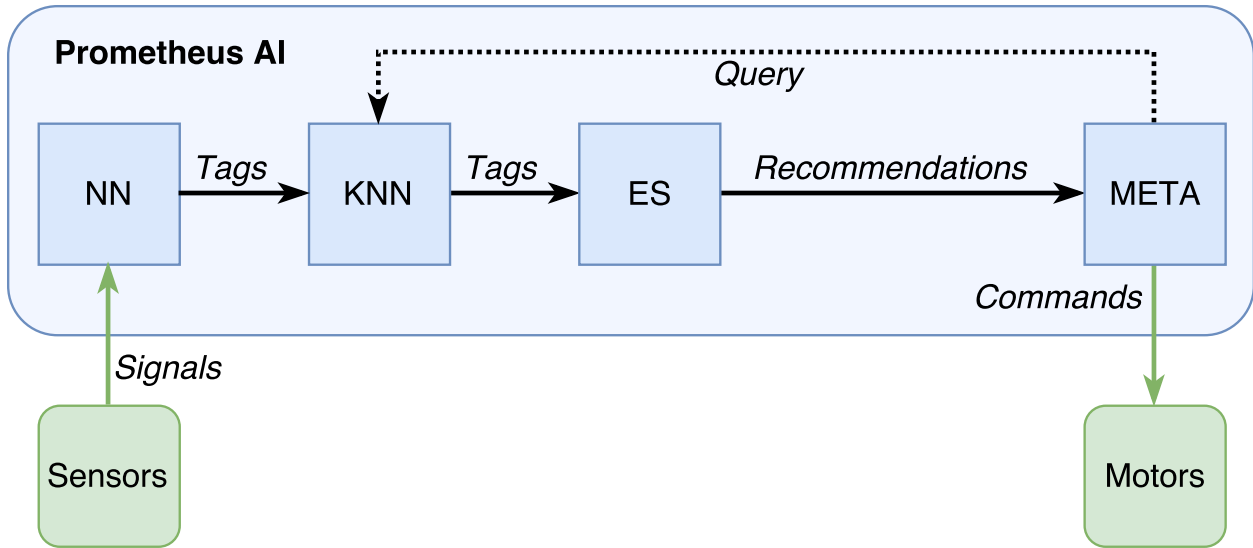 Prometheus AI
Query
NN
Tags
KNN
Tags
ES
Recommendations
META
Commands
Signals
Sensors
Motors